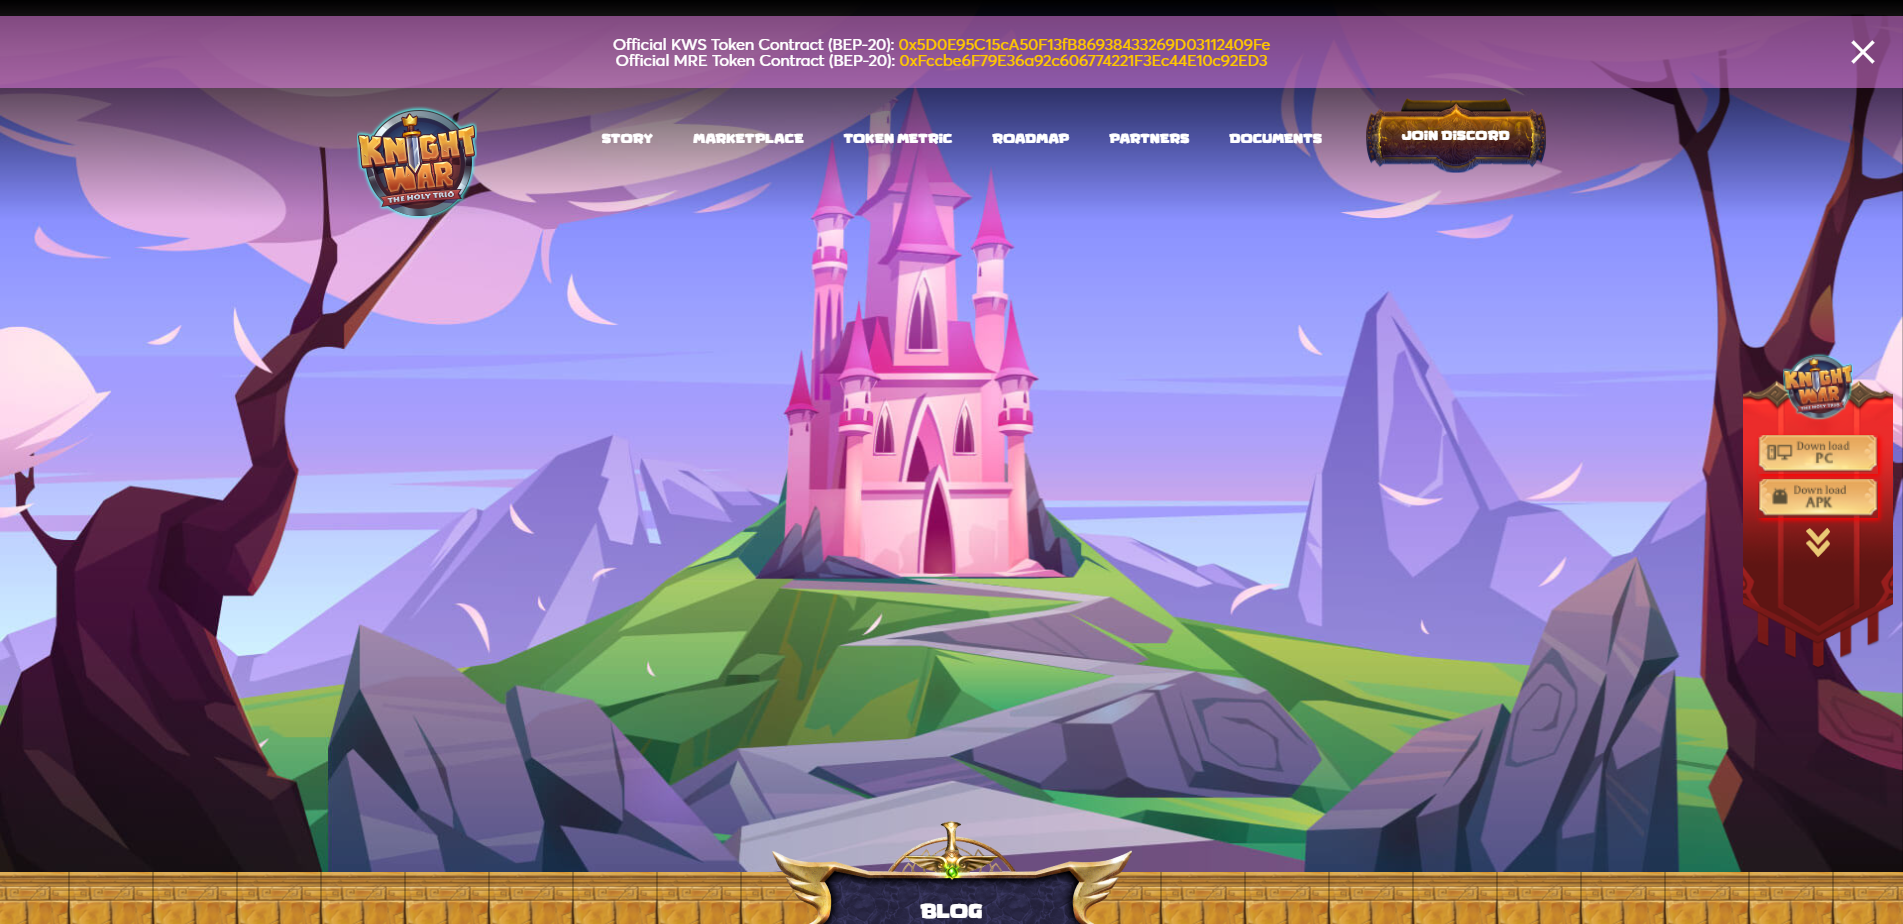 Official KWS Token Contract (BEP-20): 0x5D0E95C15cA50F13fB86938433269D03112409Fe
Official MRE Token Contract (BEP-20): 0xFccbe6F79E36a92c606774221F3Ec44E10c92ED3
KNIGHT
WAR
THE HOLY TRIO
STORY MARKETPLACE TOKEN METRIC ROADMAP PARTNERS DOCUMENTS JOIN DISCORD
KNIGHT
WAR
THE HOLY TRIO
Down load
PC
Down load
APK
BLOG